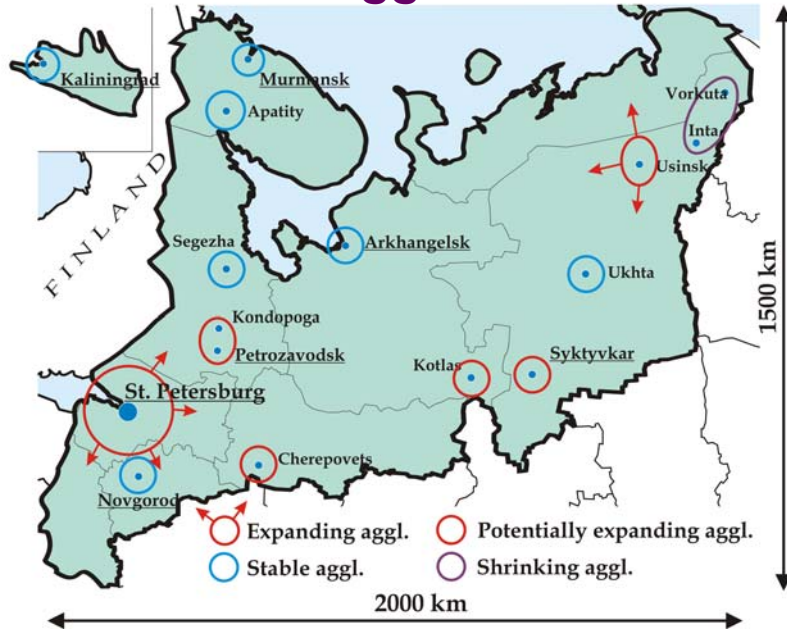 Kaliningrad
Murmansk
Apatity
Vorkuta
Inta
Usinsk
FINLAND
Segezha
Arkhangelsk
Ukhta
Kondopoga
Petrozavodsk
Kotlas
Syktyvkar
St. Petersburg
Cherepovets
Novgorod
Expanding aggl.
Potentially expanding aggl.
Stable aggl.
Shrinking aggl.
2000 km
1500 km